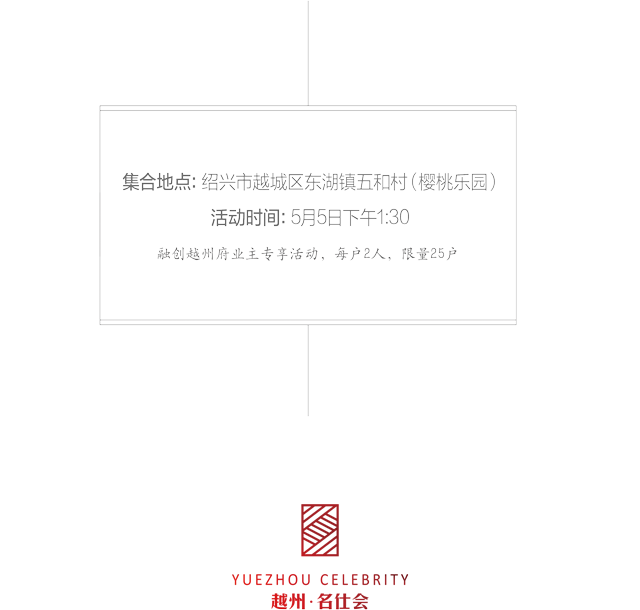 集合地点: 绍兴市越城区东湖镇五和村(樱桃乐园)
活动时间: 5月5日下午1:30
融创越州府业主专享活动，每户2人，限量25户
YUEZHOU CELEBRITY
越州·名仕会